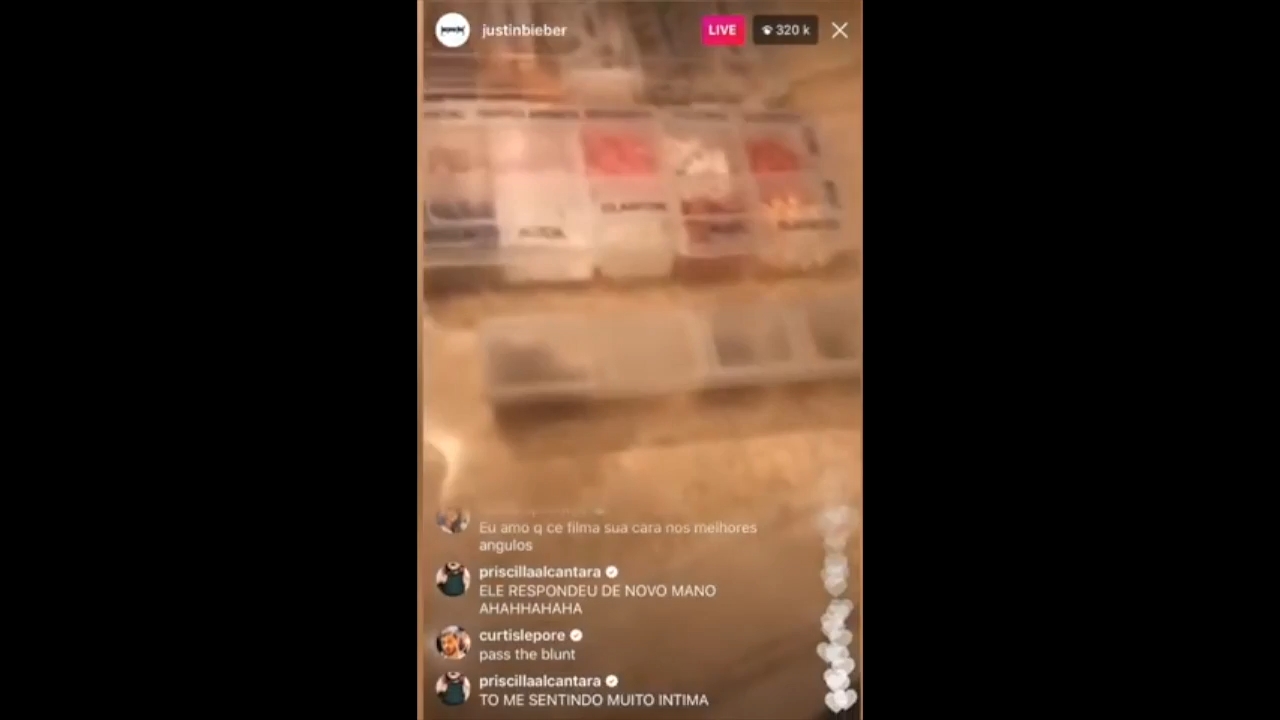 justinbieber
LIVE
320 k
Eu amo q ce filma sua cara nos melhores
angulos
priscillaalcantara
ELE RESPONDEU DE NOVO MANO
AHAHHAHAHA
curtislepore
pass the blunt
priscillaalcantara
TO ME SENTINDO MUITO INTIMA